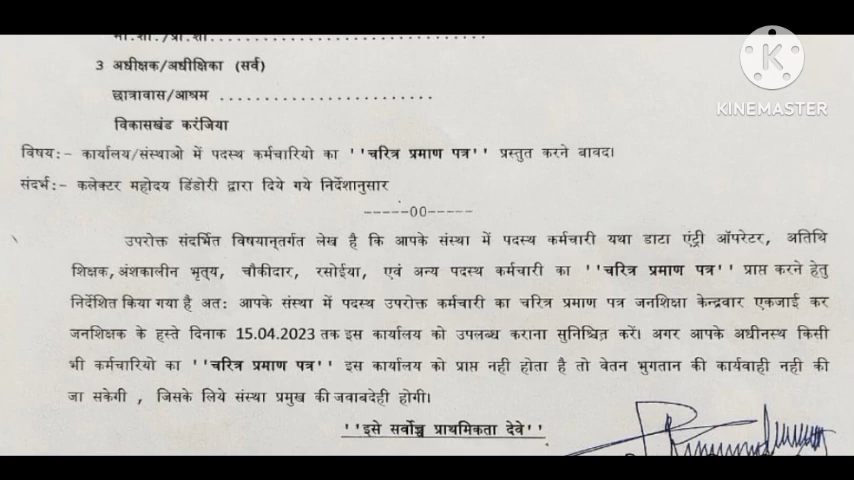 मा.शा./प्रा.शा..............................
3 अधीक्षक/अधीक्षिका (सर्व)
छात्रावास/आश्रम ........................
विकासखंड करंजिया
विषय:- कार्यालय/संस्थाओ में पदस्थ कर्मचारियो का ''चरित्र प्रमाण पत्र'' प्रस्तुत करने बावद।
संदर्भ:- कलेक्टर महोदय डिंडोरी द्वारा दिये गये निर्देशानुसार
-----00-----
उपरोक्त संदर्भित विषयान्तर्गत लेख है कि आपके संस्था में पदस्थ कर्मचारी यथा डाटा एंट्री ऑपरेटर, अतिथि
शिक्षक,अंशकालीन भृत्य, चौकीदार, रसोईया, एवं अन्य पदस्थ कर्मचारी का ''चरित्र प्रमाण पत्र'' प्राप्त करने हेतु
निर्देशित किया गया है अत: आपके संस्था में पदस्थ उपरोक्त कर्मचारी का चरित्र प्रमाण पत्र जनशिक्षा केन्द्रवार एकजाई कर
जनशिक्षक के हस्ते दिनाक 15.04.2023 तक इस कार्यालय को उपलब्ध कराना सुनिश्चित करें। अगर आपके अधीनस्थ किसी
भी कर्मचारियो का ''चरित्र प्रमाण पत्र'' इस कार्यालय को प्राप्त नही होता है तो वेतन भुगतान की कार्यवाही नही की
जा सकेगी , जिसके लिये संस्था प्रमुख की जवाबदेही होगी।
''इसे सर्वोच्च प्राथमिकता देवे''
K
KINEMASTER